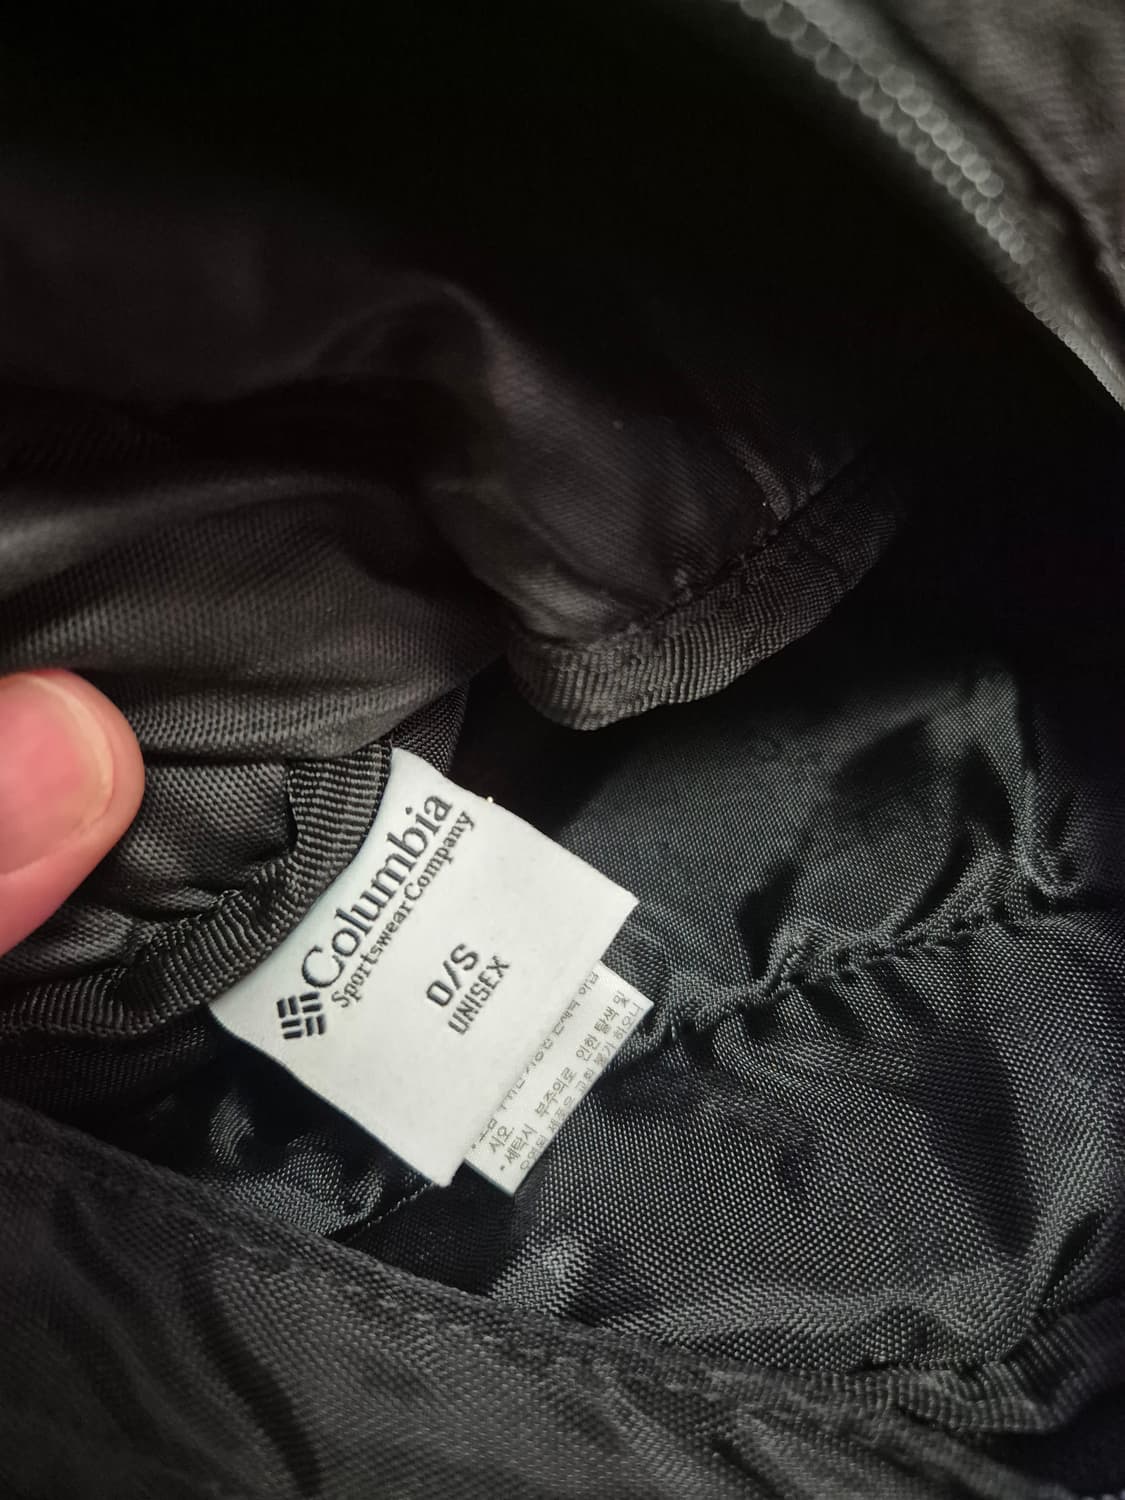 Columbia
Sportswear Company
O/S
UNISEX
시오.
* 세탁시 부주의로 인한 탈색 및